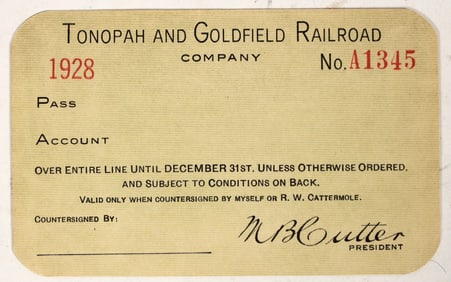 TONOPAH AND GOLDFIELD RAILROAD
COMPANY
1928 No. A1345
PASS
ACCOUNT
OVER ENTIRE LINE UNTIL DECEMBER 31ST. UNLESS OTHERWISE ORDERED,
AND SUBJECT TO CONDITIONS ON BACK.
VALID ONLY WHEN COUNTERSIGNED BY MYSELF OR R. W. CATTERMOLE.
COUNTERSIGNED BY:
M B Cutter
PRESIDENT